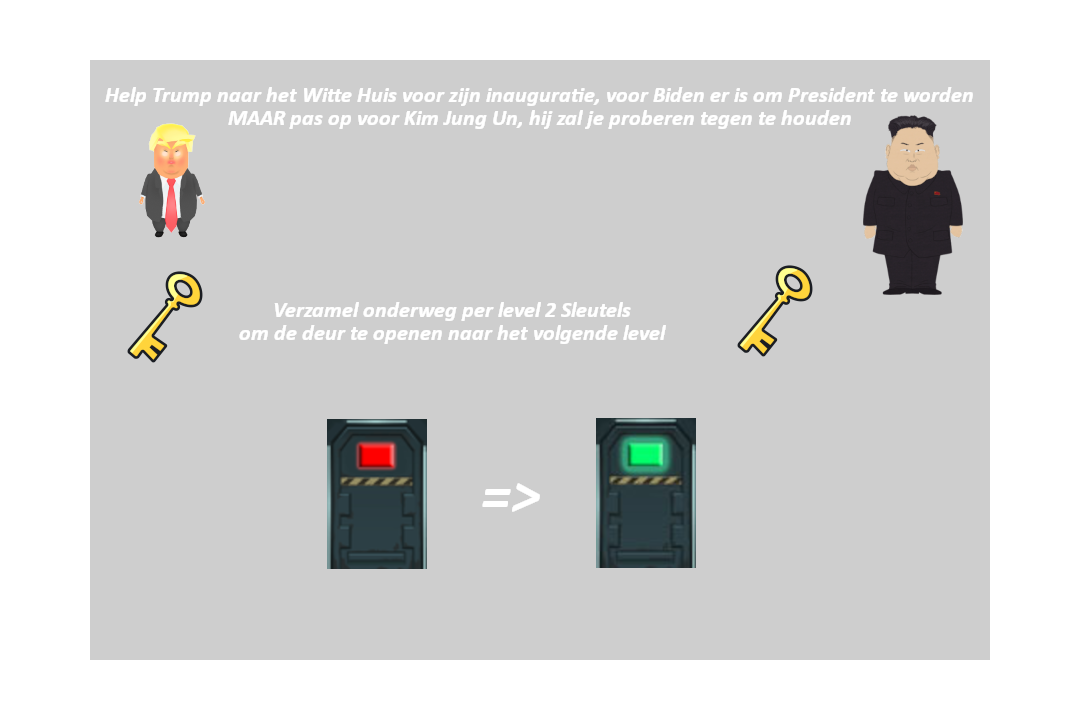 Help Trump naar het Witte Huis voor zijn inauguratie, voor Biden er is om President te worden
MAAR pas op voor Kim Jung Un, hij zal je proberen tegen te houden
Verzamel onderweg per level 2 Sleutels
om de deur te openen naar het volgende level
=>